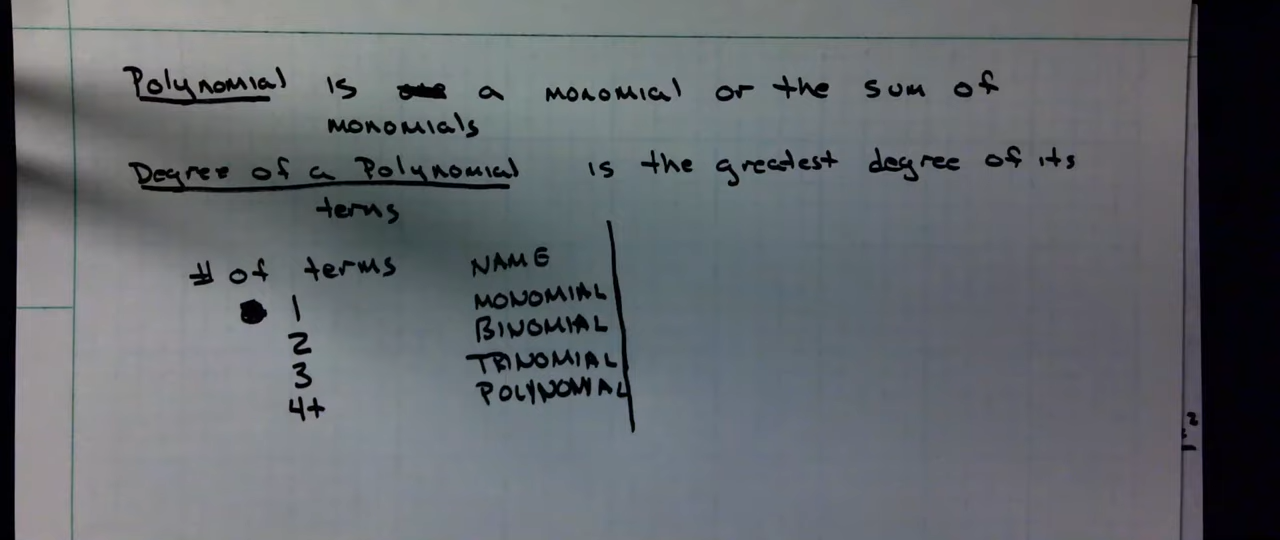 Polynomial is a monomial or the sum of
monomials
Degree of a Polynomial is the greatest degree of its
terms
# of terms NAME
1 MONOMIAL
2 BINOMIAL
3 TRINOMIAL
4+ POLYNOMIAL